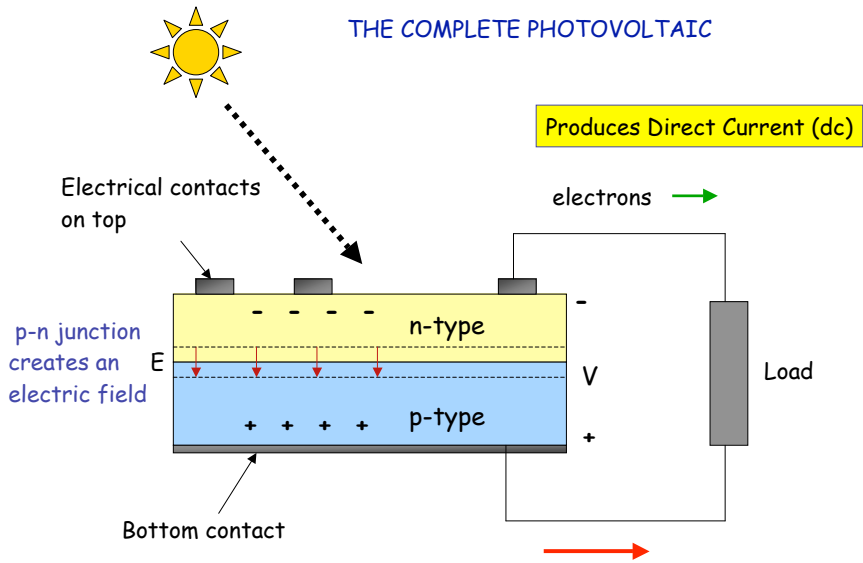 THE COMPLETE PHOTOVOLTAIC
Produces Direct Current (dc)
Electrical contacts
on top
electrons
- - - -
n-type
-
p-n junction
creates an
electric field
E
V
Load
+ + + +
p-type
+
Bottom contact